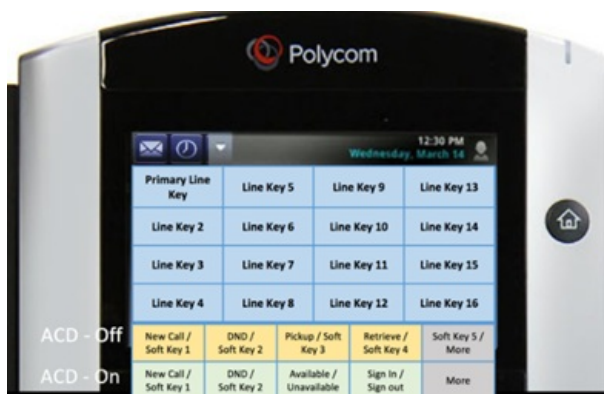 Polycom
12:30 PM
Wednesday, March 14
Primary Line Key
Line Key 5
Line Key 9
Line Key 13
Line Key 2
Line Key 6
Line Key 10
Line Key 14
Line Key 3
Line Key 7
Line Key 11
Line Key 15
Line Key 4
Line Key 8
Line Key 12
Line Key 16
ACD - Off
New Call /
Soft Key 1
DND /
Soft Key 2
Pickup / Soft
Key 3
Retrieve /
Soft Key 4
Soft Key 5 /
More
ACD - On
New Call /
Soft Key 1
DND /
Soft Key 2
Available /
Unavailable
Sign In /
Sign out
More